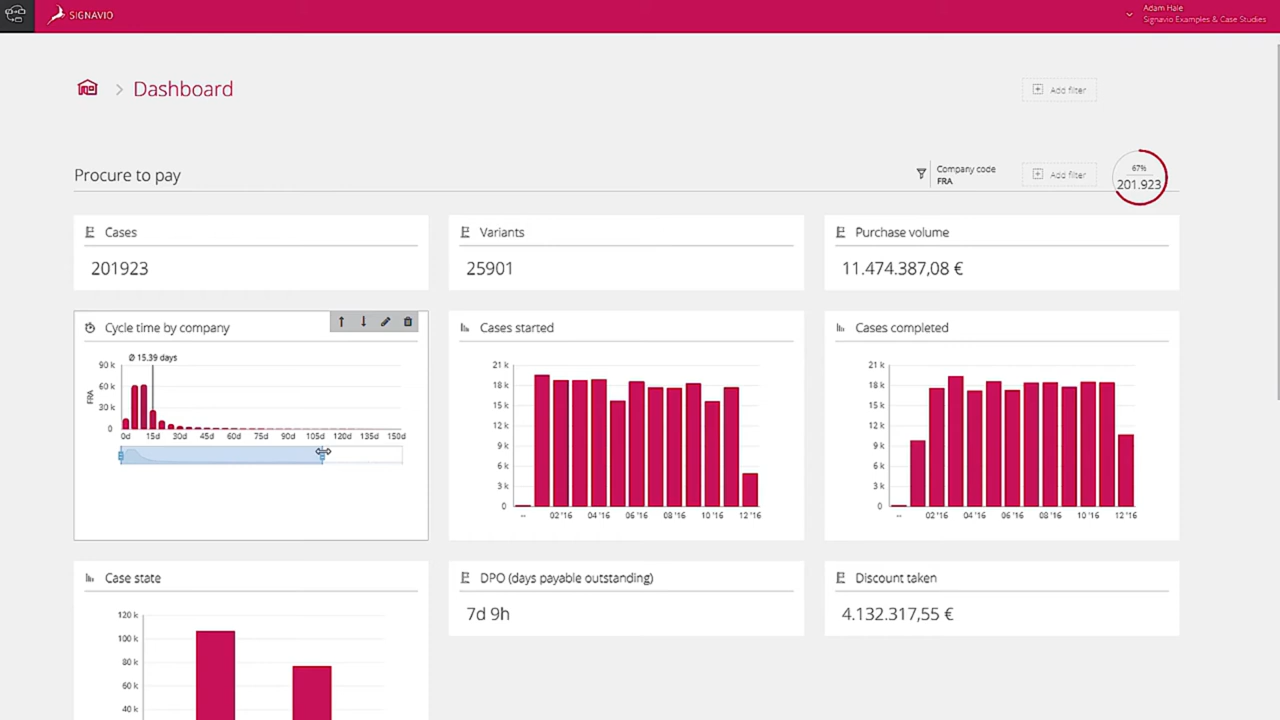 SIGNAVIO
Adam Hale
Signavio Examples & Case Studies
Dashboard
Add filter
Procure to pay
Company code
FRA
Add filter
67%
201.923
Cases
201923
Variants
25901
Purchase volume
11.474.387,08 €
Cycle time by company
Ø 15.39 days
90 k
60 k
30 k
0
FRA
0d 15d 30d 45d 60d 75d 90d 105d 120d 135d 150d
Cases started
21 k
18 k
15 k
12 k
9 k
6 k
3 k
0
-- 02 '16 04 '16 06 '16 08 '16 10 '16 12 '16
Cases completed
21 k
18 k
15 k
12 k
9 k
6 k
3 k
0
-- 02 '16 04 '16 06 '16 08 '16 10 '16 12 '16
Case state
120 k
100 k
80 k
60 k
40 k
DPO (days payable outstanding)
7d 9h
Discount taken
4.132.317,55 €